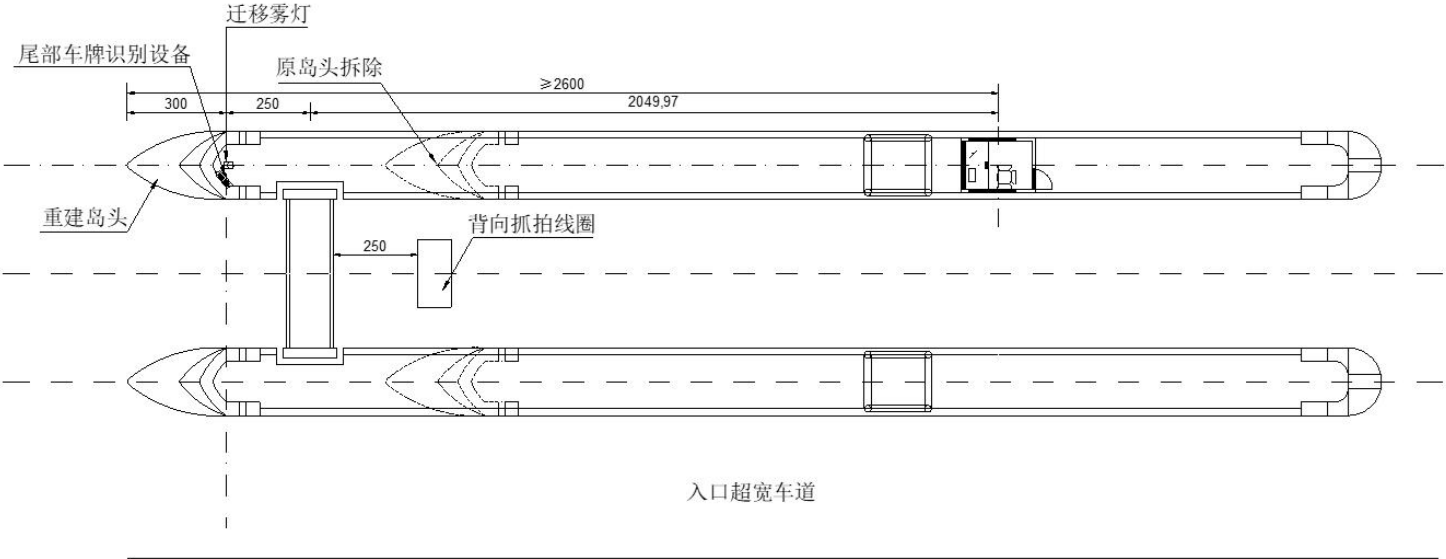 迁移雾灯
尾部车牌识别设备
原岛头拆除
≥2600
300
250
2049,97
重建岛头
背向抓拍线圈
250
入口超宽车道